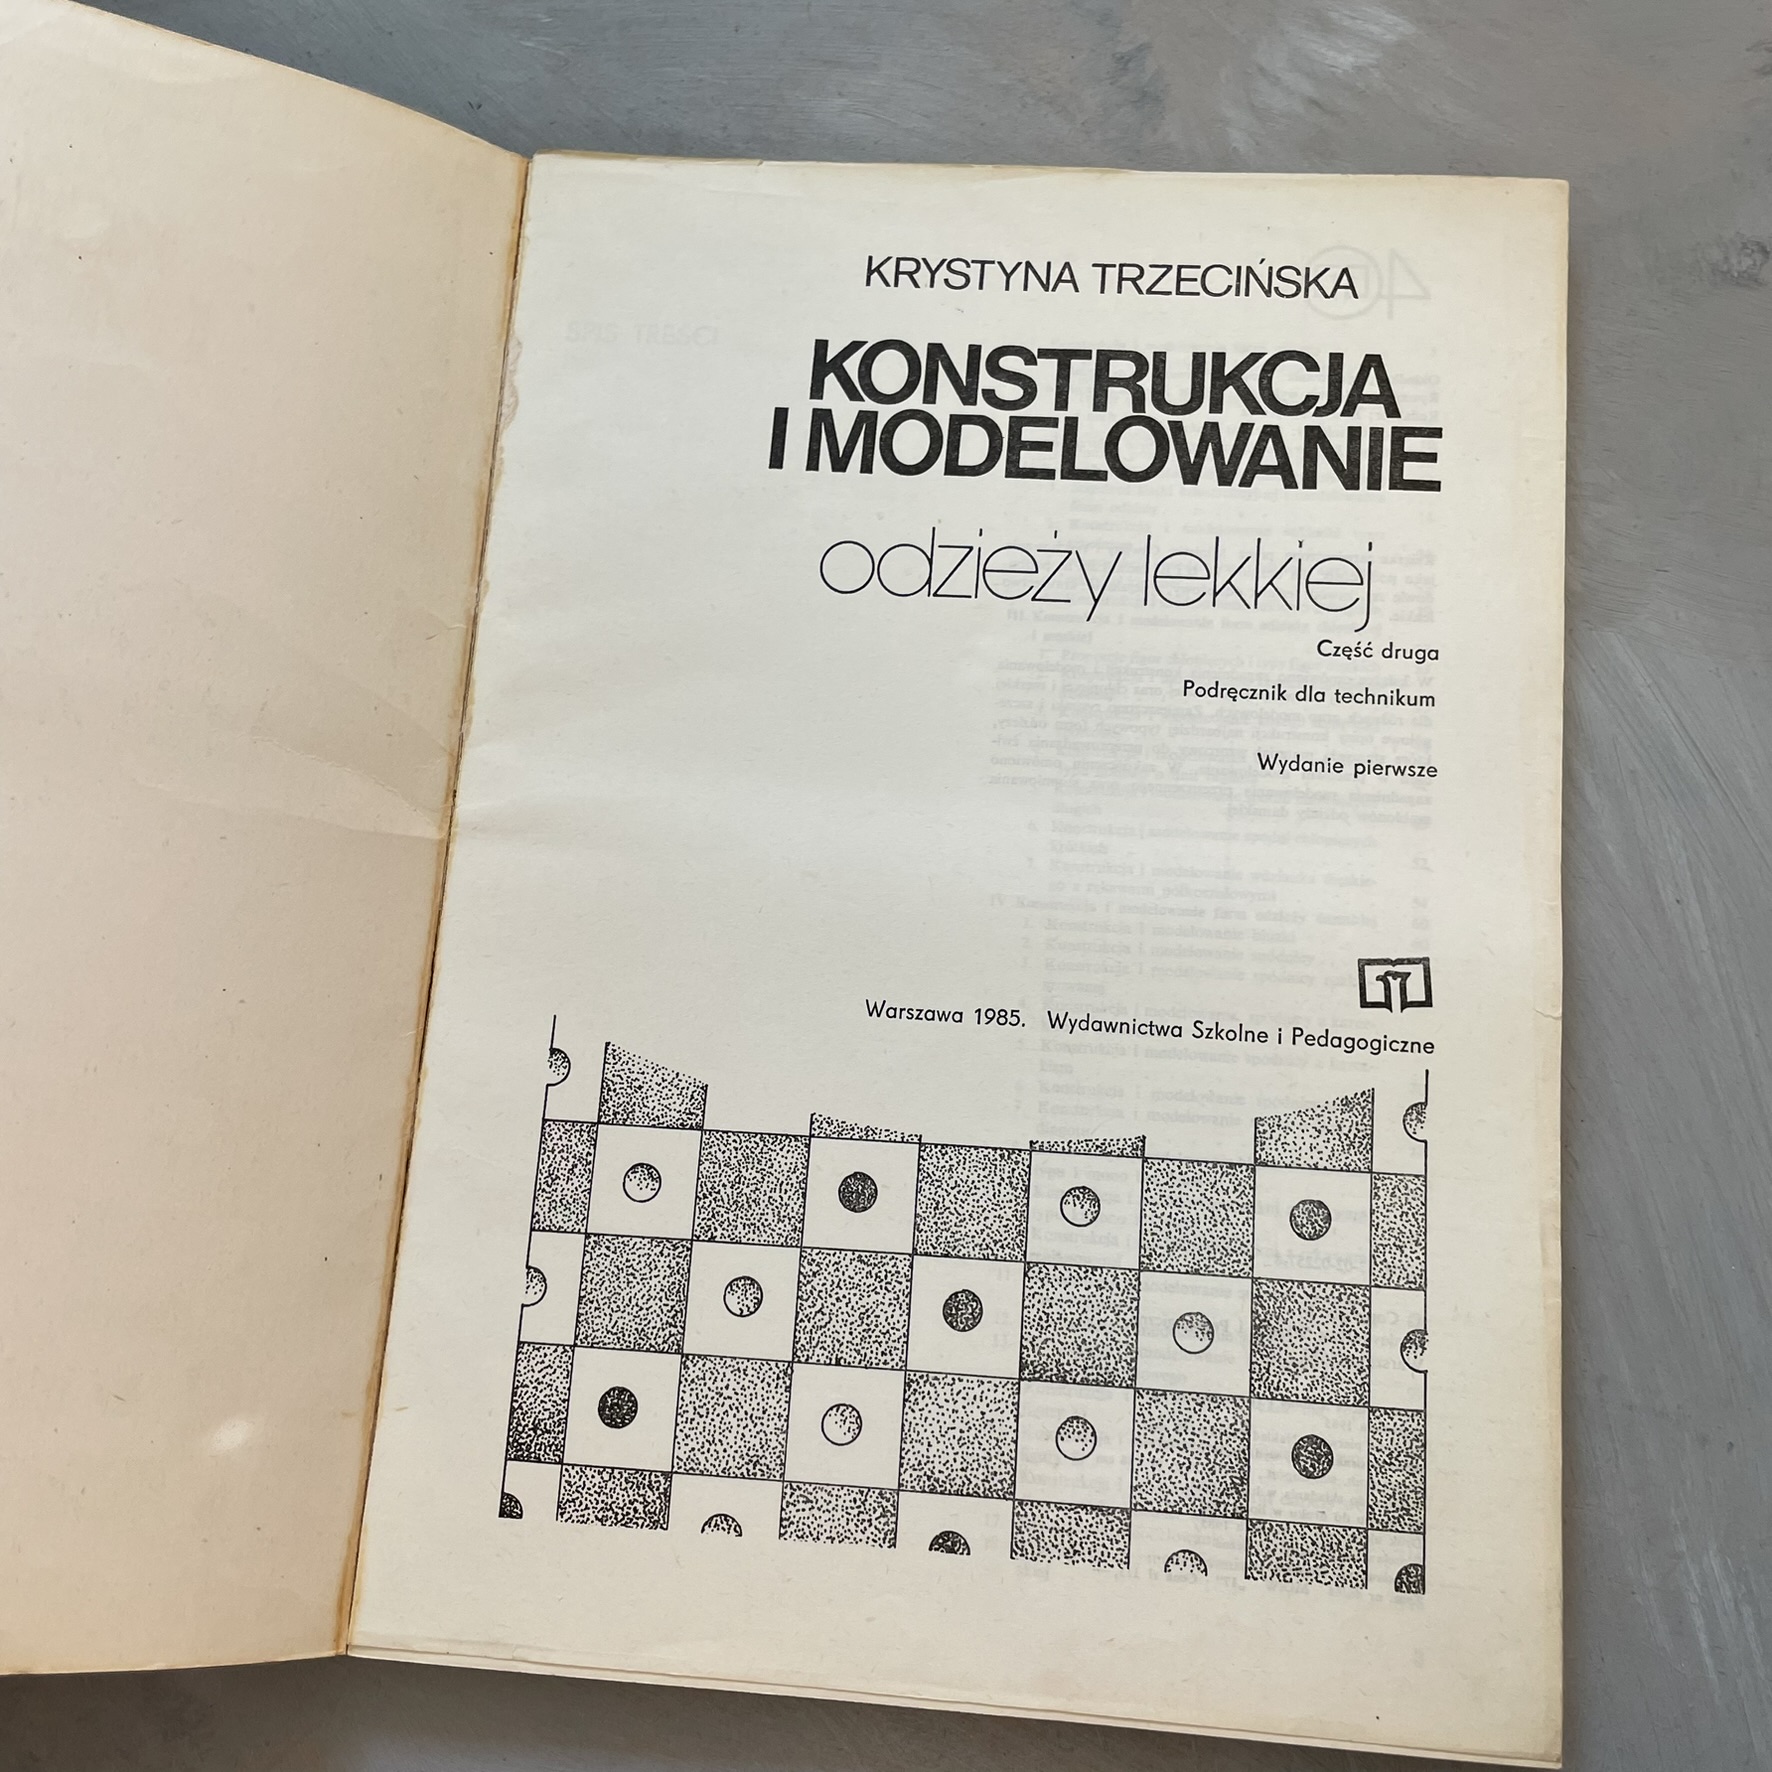 KRYSTYNA TRZECIŃSKA
KONSTRUKCJA
I MODELOWANIE
odzieży lekkiej
Część druga
Podręcznik dla technikum
Wydanie pierwsze
Warszawa 1985. Wydawnictwa Szkolne i Pedagogiczne